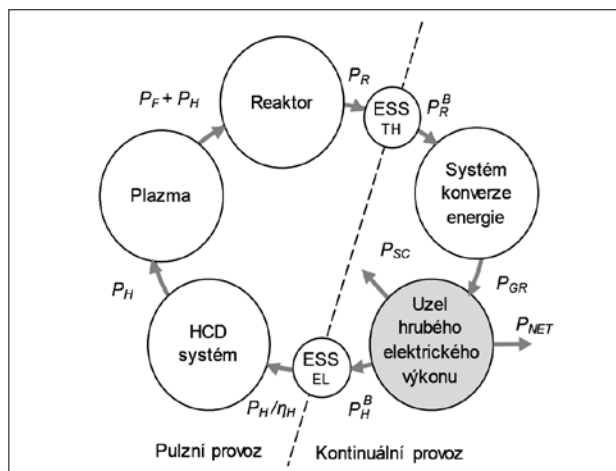 P_R
P_F + P_H
Reaktor
ESS
TH
P_R^B
Plazma
Systém
konverze
energie
P_SC
P_GR
P_H
HCD
systém
Uzel
hrubého
elektrického
výkonu
P_NET
ESS
EL
P_H/η_H
P_H^B
Pulzní provoz
Kontinuální provoz